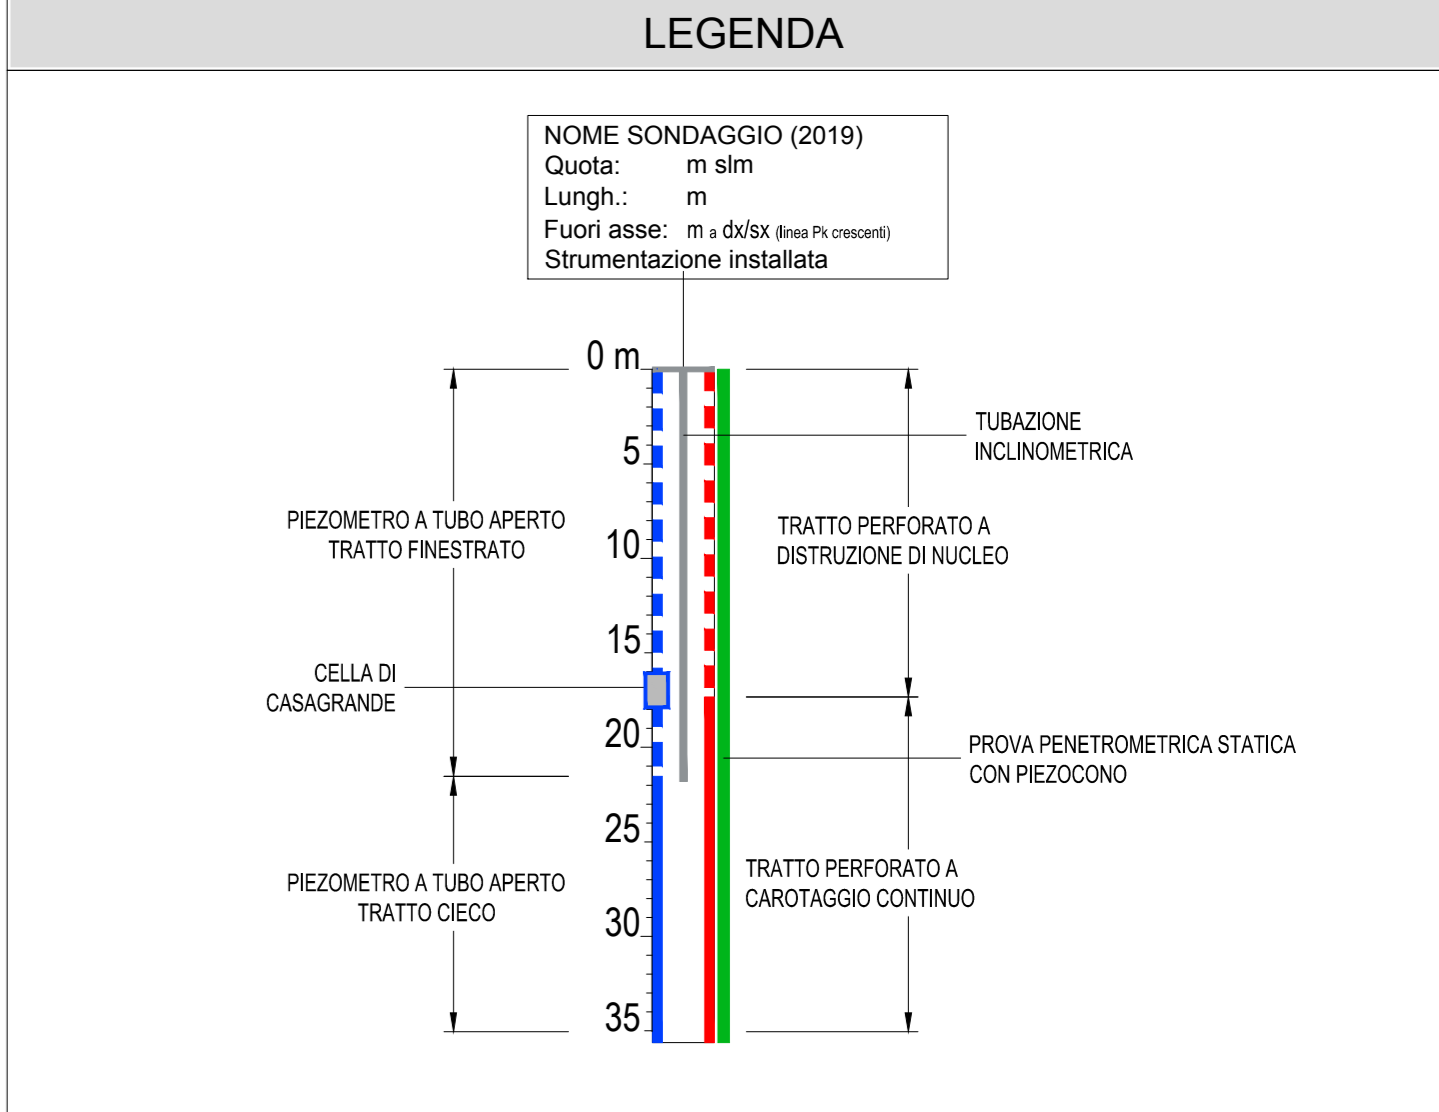 LEGENDA
NOME SONDAGGIO (2019)
Quota: m slm
Lungh.: m
Fuori asse: m a dx/sx (linea Pk crescenti)
Strumentazione installata
0 m
5
10
15
20
25
30
35
PIEZOMETRO A TUBO APERTO
TRATTO FINESTRATO
CELLA DI
CASAGRANDE
PIEZOMETRO A TUBO APERTO
TRATTO CIECO
TUBAZIONE
INCLINOMETRICA
TRATTO PERFORATO A
DISTRUZIONE DI NUCLEO
PROVA PENETROMETRICA STATICA
CON PIEZOCONO
TRATTO PERFORATO A
CAROTAGGIO CONTINUO